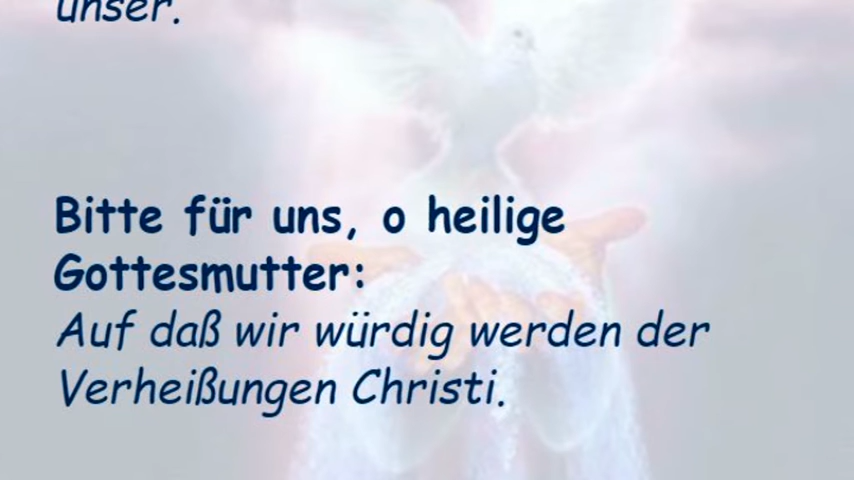 unser.
Bitte für uns, o heilige
Gottesmutter:
Auf daß wir würdig werden der
Verheißungen Christi.